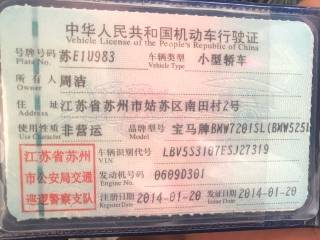 中华人民共和国机动车行驶证
Vehicle License of the People's Republic of China
号牌号码 苏E1U983 车辆类型 小型轿车
Plate No. Vehicle Type
所有人 周洁
Owner
住址 江苏省苏州市姑苏区南田村2号
Address
使用性质 非营运 品牌型号 宝马牌BMW7201SL(BMW525L
Use Character Model
江苏省苏州 车辆识别代号 LBV5S3107ESJ27319
VIN
市公安局交通 发动机号码 0609D301
Engine No.
巡逻警察支队 注册日期 2014-01-20 发证日期 2014-01-20
Register Date Issue Date